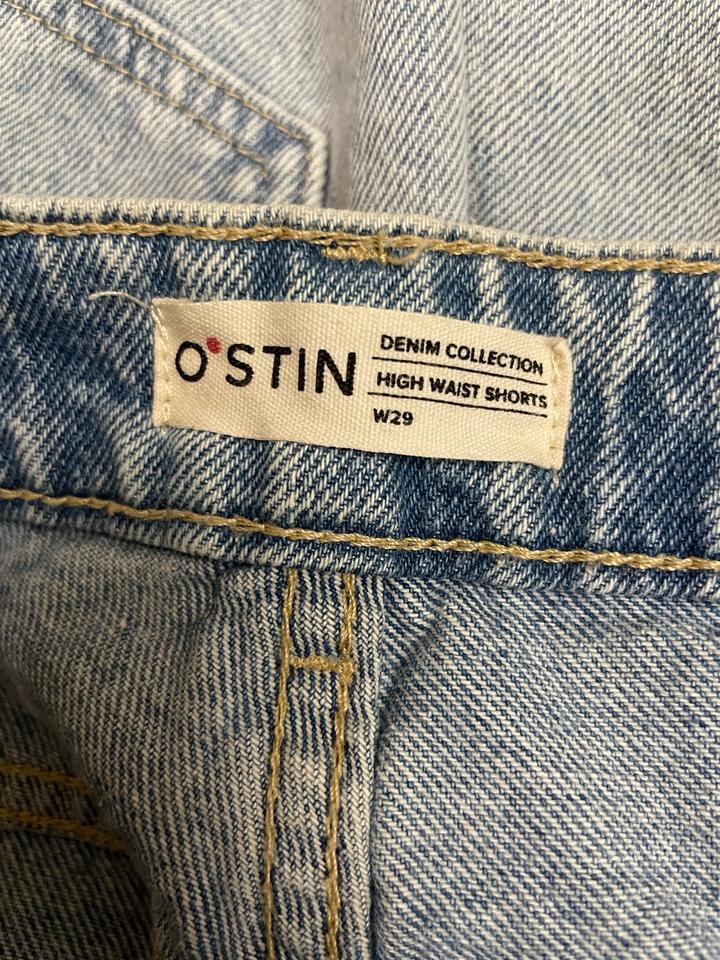 O'STIN
DENIM COLLECTION
HIGH WAIST SHORTS
W29